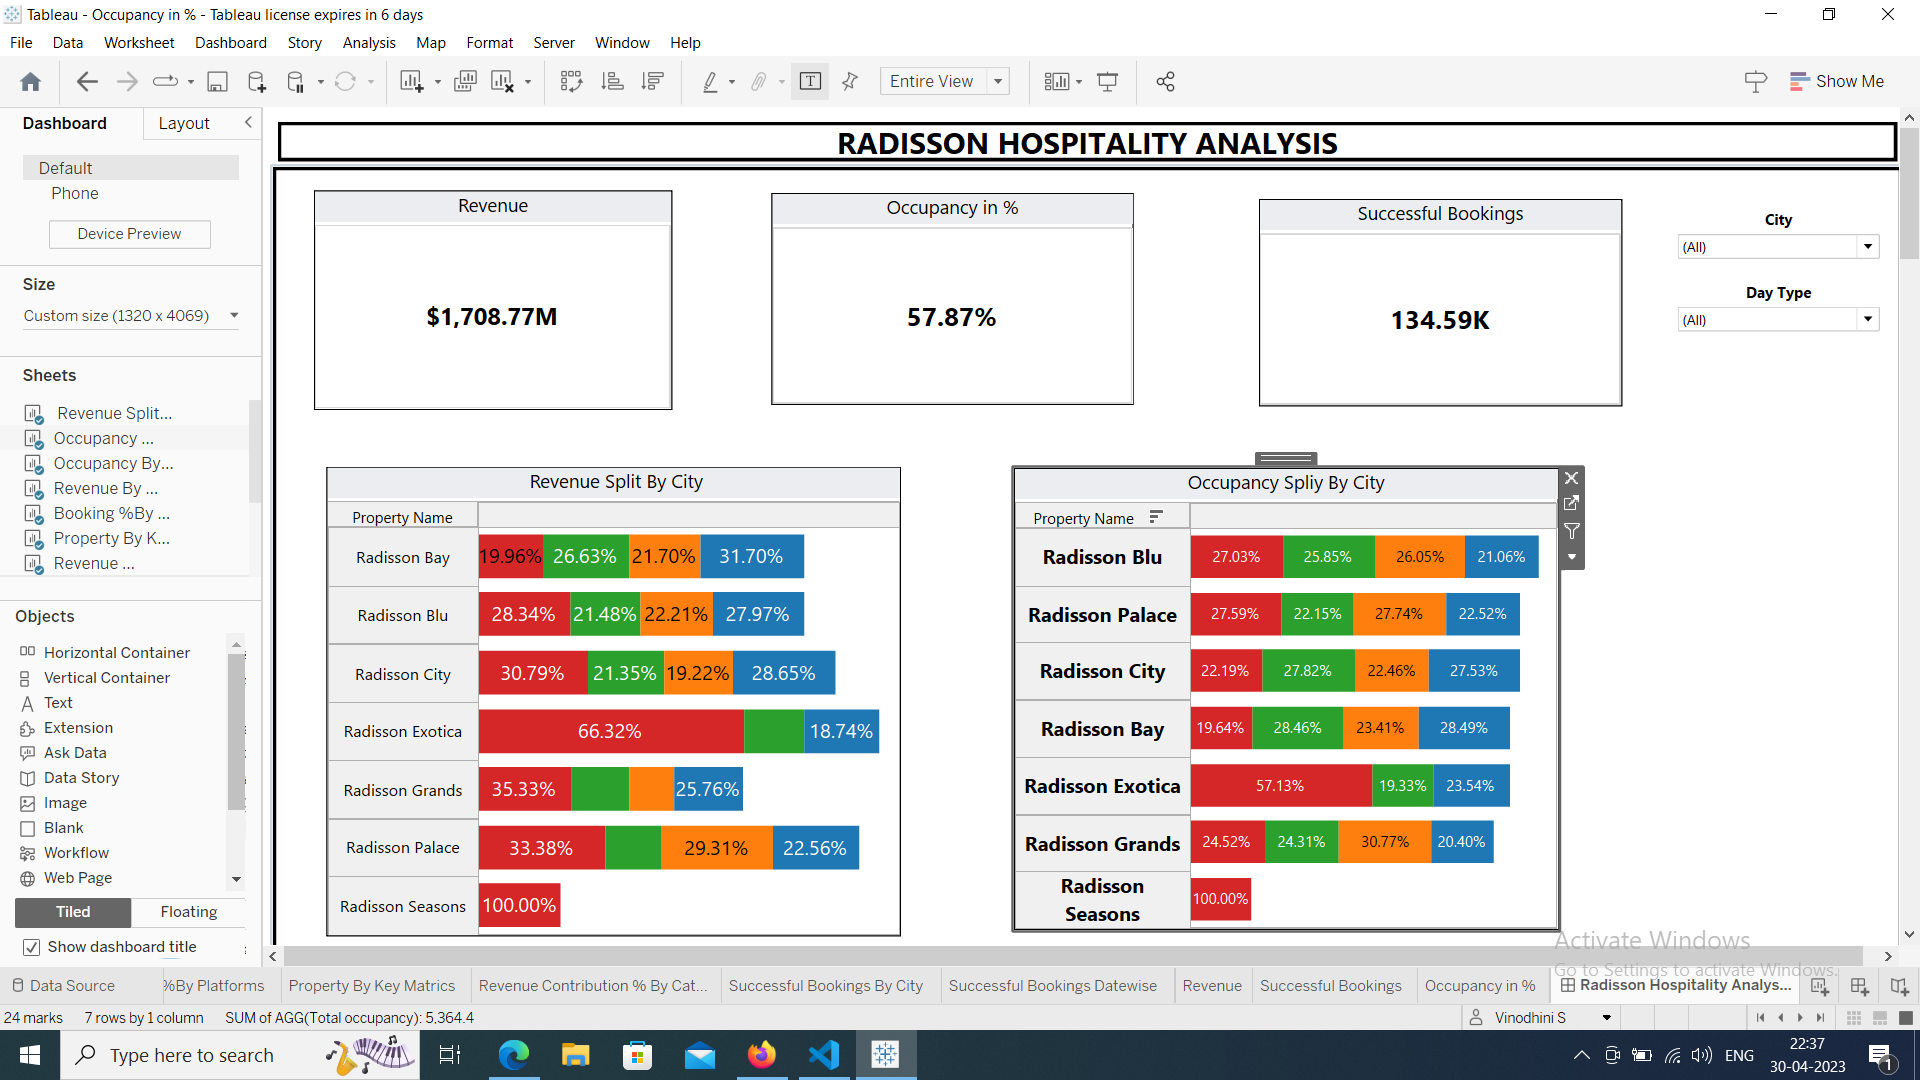 Tableau - Occupancy in % - Tableau license expires in 6 days
File Data Worksheet Dashboard Story Analysis Map Format Server Window Help
Entire View
Show Me
Dashboard Layout
Default
Phone
Device Preview
Size
Custom size (1320 x 4069)
Sheets
Revenue Split...
Occupancy ...
Occupancy By...
Revenue By ...
Booking %By ...
Property By K...
Revenue ...
Objects
Horizontal Container
Vertical Container
Text
Extension
Ask Data
Data Story
Image
Blank
Workflow
Web Page
Tiled Floating
Show dashboard title
RADISSON HOSPITALITY ANALYSIS
Revenue
$1,708.77M
Occupancy in %
57.87%
Successful Bookings
134.59K
City
(All)
Day Type
(All)
Revenue Split By City
Property Name
Radisson Bay 19.96% 26.63% 21.70% 31.70%
Radisson Blu 28.34% 21.48% 22.21% 27.97%
Radisson City 30.79% 21.35% 19.22% 28.65%
Radisson Exotica 66.32% 18.74%
Radisson Grands 35.33% 25.76%
Radisson Palace 33.38% 29.31% 22.56%
Radisson Seasons 100.00%
Occupancy Spliy By City
Property Name
Radisson Blu 27.03% 25.85% 26.05% 21.06%
Radisson Palace 27.59% 22.15% 27.74% 22.52%
Radisson City 22.19% 27.82% 22.46% 27.53%
Radisson Bay 19.64% 28.46% 23.41% 28.49%
Radisson Exotica 57.13% 19.33% 23.54%
Radisson Grands 24.52% 24.31% 30.77% 20.40%
Radisson
Seasons 100.00%
Activate Windows
Go to Settings to activate Windows.
Data Source %By Platforms Property By Key Matrics Revenue Contribution % By Cat... Successful Bookings By City Successful Bookings Datewise Revenue Successful Bookings Occupancy in % Radisson Hospitality Analys...
24 marks 7 rows by 1 column SUM of AGG(Total occupancy): 5,364.4
Vinodhini S
Type here to search
ENG
22:37
30-04-2023
1